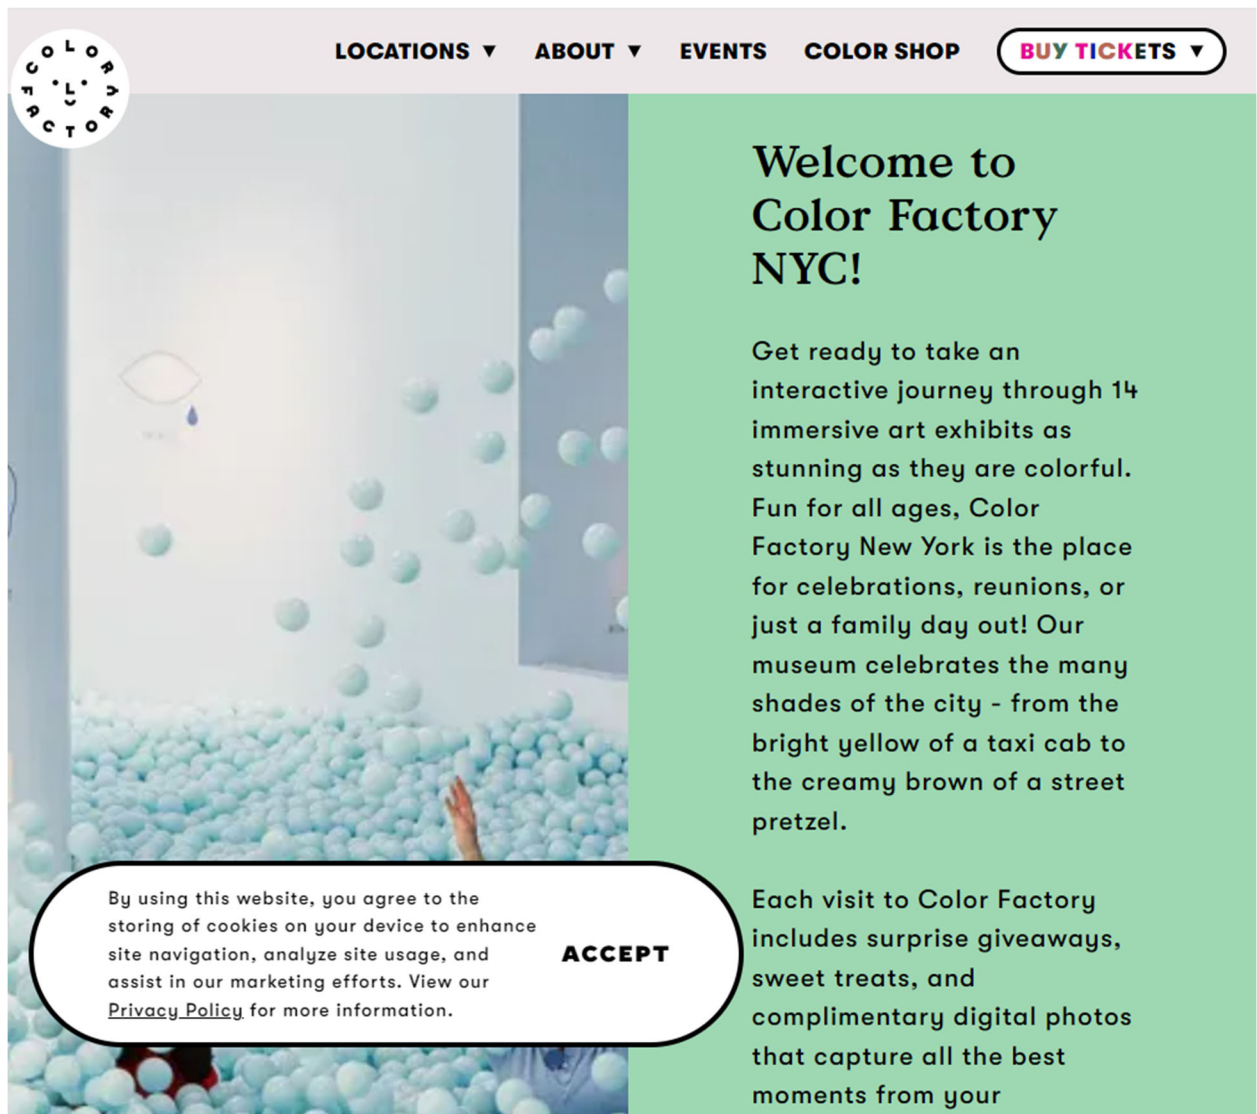 COLOR FACTORY
LOCATIONS ▼ ABOUT ▼ EVENTS COLOR SHOP BUY TICKETS ▼
Welcome to
Color Factory
NYC!
Get ready to take an
interactive journey through 14
immersive art exhibits as
stunning as they are colorful.
Fun for all ages, Color
Factory New York is the place
for celebrations, reunions, or
just a family day out! Our
museum celebrates the many
shades of the city - from the
bright yellow of a taxi cab to
the creamy brown of a street
pretzel.
Each visit to Color Factory
includes surprise giveaways,
sweet treats, and
complimentary digital photos
that capture all the best
moments from your
By using this website, you agree to the
storing of cookies on your device to enhance
site navigation, analyze site usage, and
assist in our marketing efforts. View our
Privacy Policy for more information.
ACCEPT